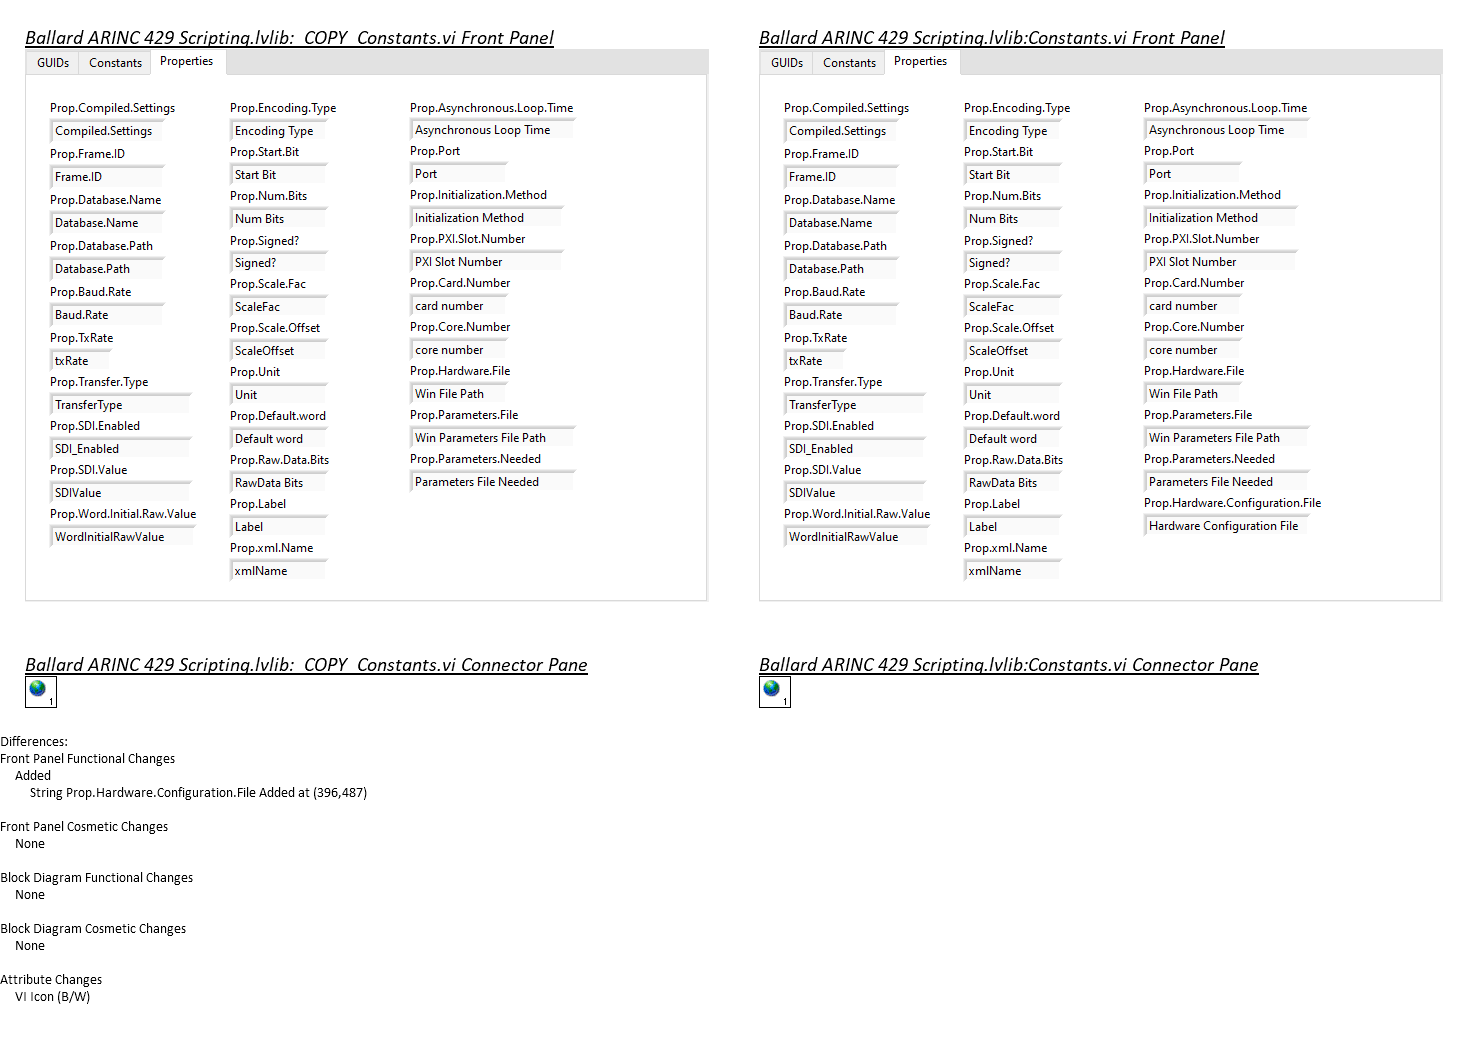 Ballard ARINC 429 Scripting.lvlib:_COPY_Constants.vi Front Panel
GUIDs Constants Properties
Prop.Compiled.Settings
Compiled.Settings
Prop.Frame.ID
Frame.ID
Prop.Database.Name
Database.Name
Prop.Database.Path
Database.Path
Prop.Baud.Rate
Baud.Rate
Prop.TxRate
txRate
Prop.Transfer.Type
TransferType
Prop.SDI.Enabled
SDI_Enabled
Prop.SDI.Value
SDIValue
Prop.Word.Initial.Raw.Value
WordInitialRawValue
Prop.Encoding.Type
Encoding Type
Prop.Start.Bit
Start Bit
Prop.Num.Bits
Num Bits
Prop.Signed?
Signed?
Prop.Scale.Fac
ScaleFac
Prop.Scale.Offset
ScaleOffset
Prop.Unit
Unit
Prop.Default.word
Default word
Prop.Raw.Data.Bits
RawData Bits
Prop.Label
Label
Prop.xml.Name
xmlName
Prop.Asynchronous.Loop.Time
Asynchronous Loop Time
Prop.Port
Port
Prop.Initialization.Method
Initialization Method
Prop.PXI.Slot.Number
PXI Slot Number
Prop.Card.Number
card number
Prop.Core.Number
core number
Prop.Hardware.File
Win File Path
Prop.Parameters.File
Win Parameters File Path
Prop.Parameters.Needed
Parameters File Needed
Ballard ARINC 429 Scripting.lvlib:Constants.vi Front Panel
GUIDs Constants Properties
Prop.Compiled.Settings
Compiled.Settings
Prop.Frame.ID
Frame.ID
Prop.Database.Name
Database.Name
Prop.Database.Path
Database.Path
Prop.Baud.Rate
Baud.Rate
Prop.TxRate
txRate
Prop.Transfer.Type
TransferType
Prop.SDI.Enabled
SDI_Enabled
Prop.SDI.Value
SDIValue
Prop.Word.Initial.Raw.Value
WordInitialRawValue
Prop.Encoding.Type
Encoding Type
Prop.Start.Bit
Start Bit
Prop.Num.Bits
Num Bits
Prop.Signed?
Signed?
Prop.Scale.Fac
ScaleFac
Prop.Scale.Offset
ScaleOffset
Prop.Unit
Unit
Prop.Default.word
Default word
Prop.Raw.Data.Bits
RawData Bits
Prop.Label
Label
Prop.xml.Name
xmlName
Prop.Asynchronous.Loop.Time
Asynchronous Loop Time
Prop.Port
Port
Prop.Initialization.Method
Initialization Method
Prop.PXI.Slot.Number
PXI Slot Number
Prop.Card.Number
card number
Prop.Core.Number
core number
Prop.Hardware.File
Win File Path
Prop.Parameters.File
Win Parameters File Path
Prop.Parameters.Needed
Parameters File Needed
Prop.Hardware.Configuration.File
Hardware Configuration File
Ballard ARINC 429 Scripting.lvlib:_COPY_Constants.vi Connector Pane
1
Ballard ARINC 429 Scripting.lvlib:Constants.vi Connector Pane
1
Differences:
Front Panel Functional Changes
Added
String Prop.Hardware.Configuration.File Added at (396,487)
Front Panel Cosmetic Changes
None
Block Diagram Functional Changes
None
Block Diagram Cosmetic Changes
None
Attribute Changes
VI Icon (B/W)